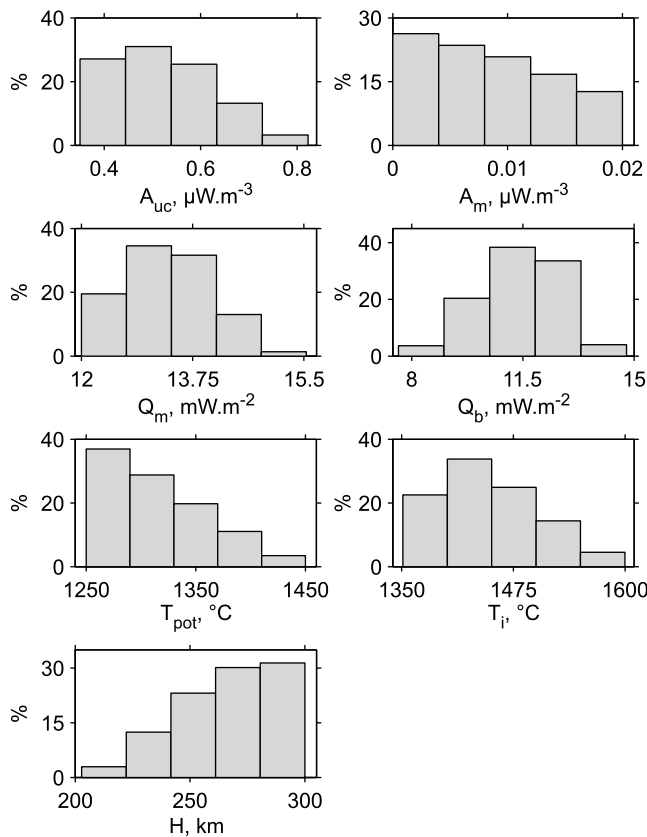 40
20
0
%
0.4 0.6 0.8
A_uc, µW.m^-3
30
15
0
%
0 0.01 0.02
A_m, µW.m^-3
40
20
0
%
12 13.75 15.5
Q_m, mW.m^-2
40
20
0
%
8 11.5 15
Q_b, mW.m^-2
40
20
0
%
1250 1350 1450
T_pot, °C
40
20
0
%
1350 1475 1600
T_i, °C
30
15
0
%
200 250 300
H, km